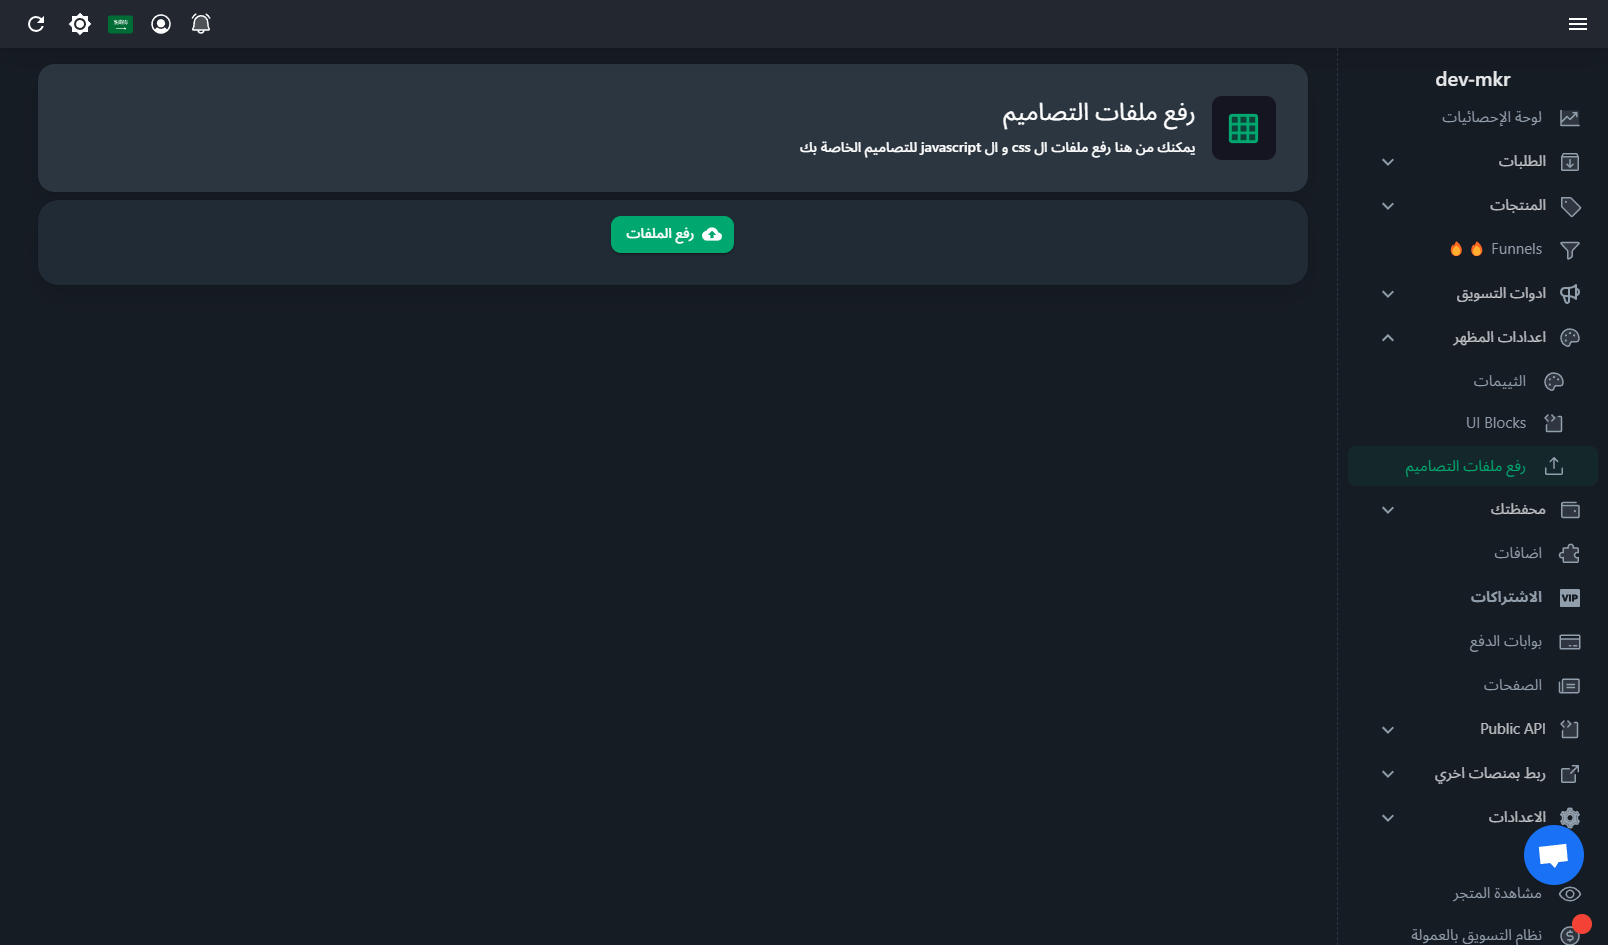 dev-mkr
لوحة الإحصائيات
الطلبات
المنتجات
Funnels
ادوات التسويق
اعدادات المظهر
الثييمات
UI Blocks
رفع ملفات التصاميم
محفظتك
اضافات
VIP الاشتراكات
بوابات الدفع
الصفحات
Public API
ربط بمنصات اخري
الاعدادات
مشاهدة المتجر
نظام التسويق بالعمولة
رفع ملفات التصاميم
يمكنك من هنا رفع ملفات ال css و ال javascript للتصاميم الخاصة بك
رفع الملفات